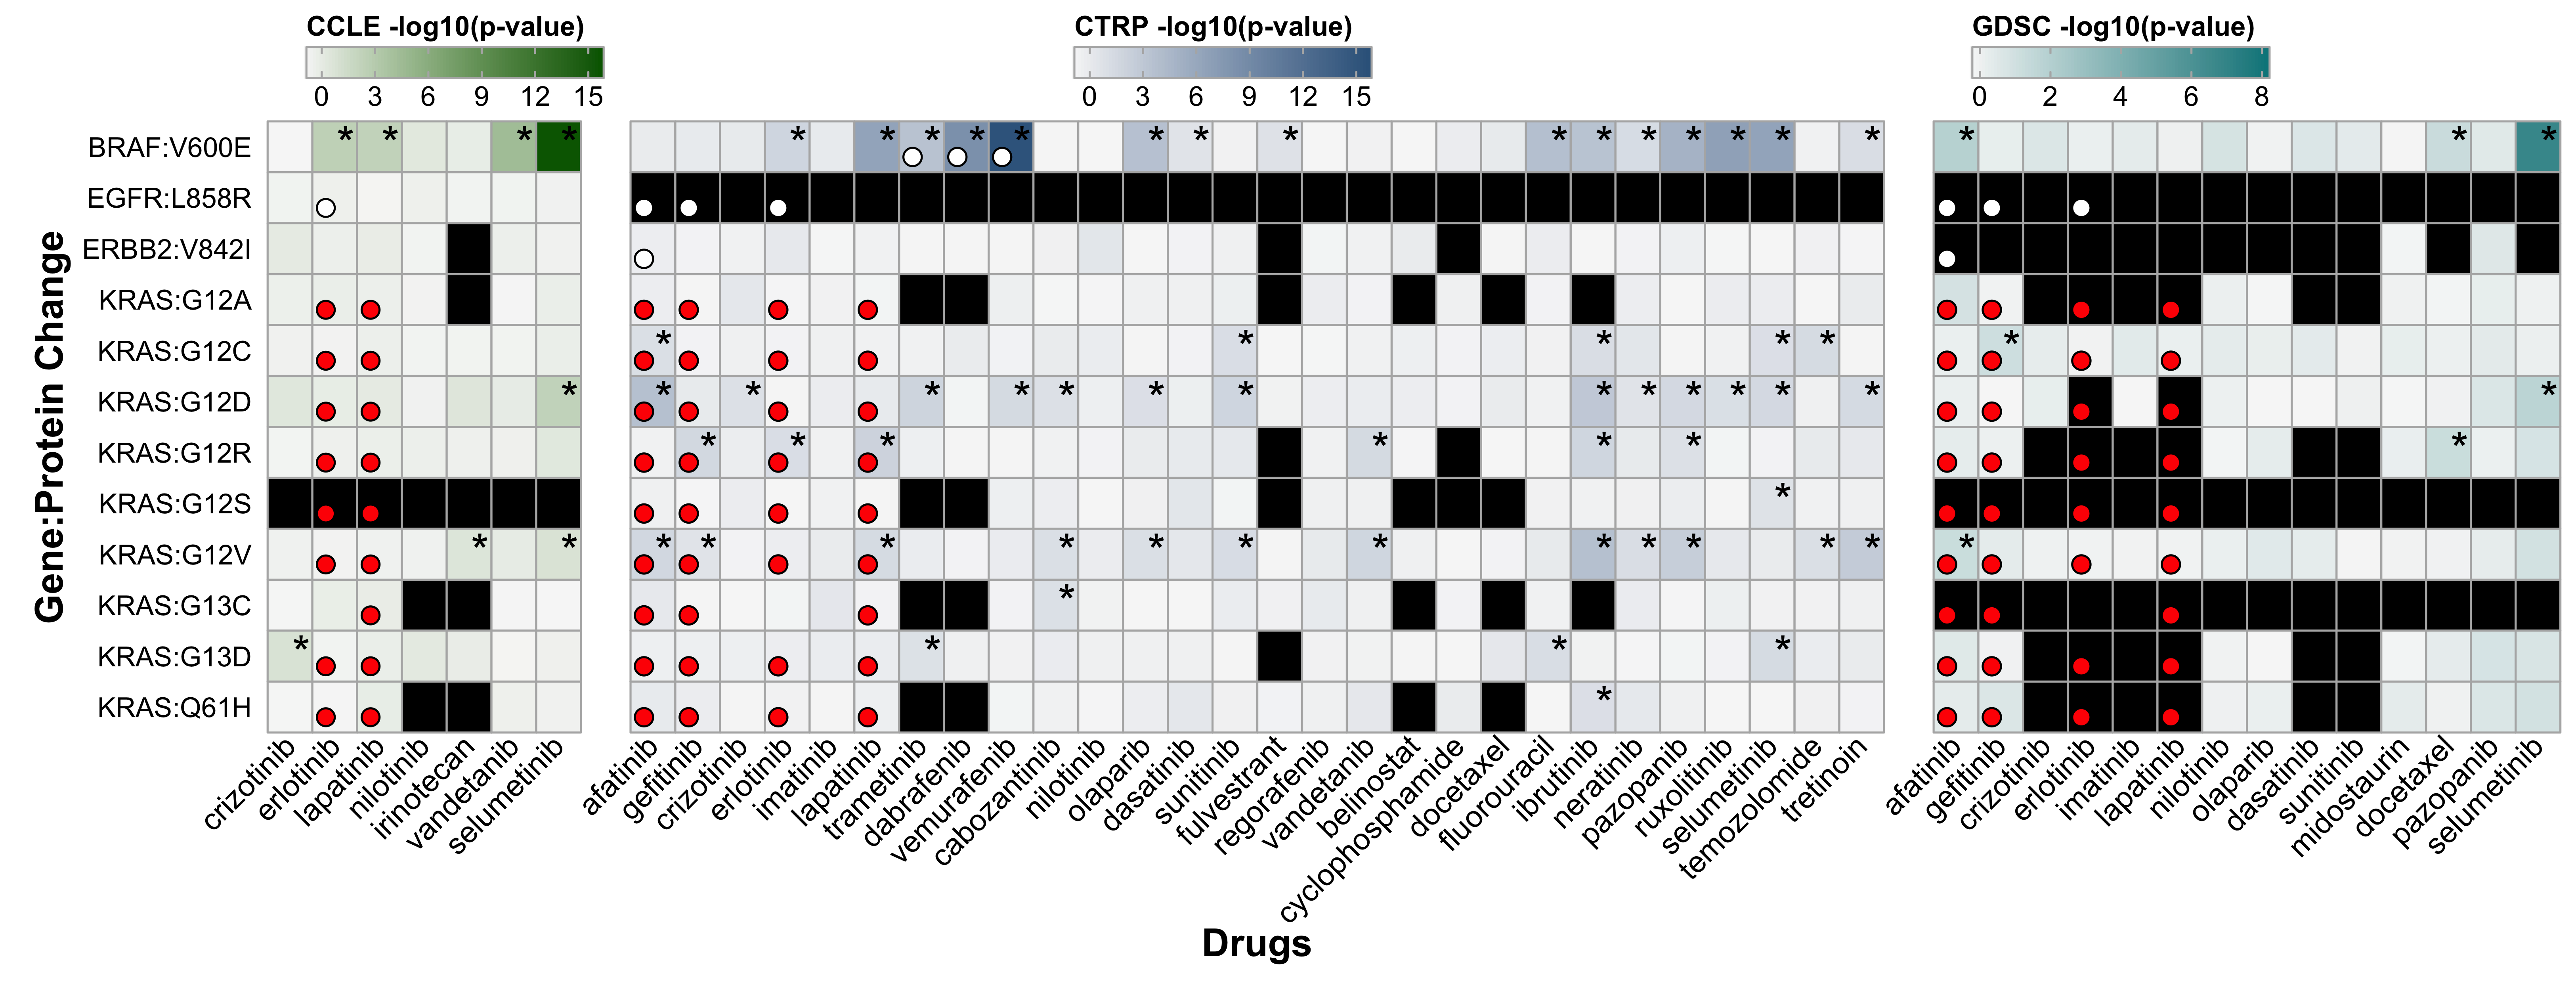 CCLE -log10(p-value)
0 3 6 9 12 15
CTRP -log10(p-value)
0 3 6 9 12 15
GDSC -log10(p-value)
0 2 4 6 8
Gene:Protein Change
BRAF:V600E
EGFR:L858R
ERBB2:V842I
KRAS:G12A
KRAS:G12C
KRAS:G12D
KRAS:G12R
KRAS:G12S
KRAS:G12V
KRAS:G13C
KRAS:G13D
KRAS:Q61H
crizotinib
erlotinib
lapatinib
nilotinib
irinotecan
vandetanib
selumetinib
afatinib
gefitinib
crizotinib
erlotinib
imatinib
lapatinib
trametinib
dabrafenib
vemurafenib
cabozantinib
nilotinib
olaparib
dasatinib
sunitinib
fulvestrant
regorafenib
vandetanib
belinostat
cyclophosphamide
docetaxel
fluorouracil
ibrutinib
neratinib
pazopanib
ruxolitinib
selumetinib
temozolomide
tretinoin
afatinib
gefitinib
crizotinib
erlotinib
imatinib
lapatinib
nilotinib
olaparib
dasatinib
sunitinib
midostaurin
docetaxel
pazopanib
selumetinib
Drugs